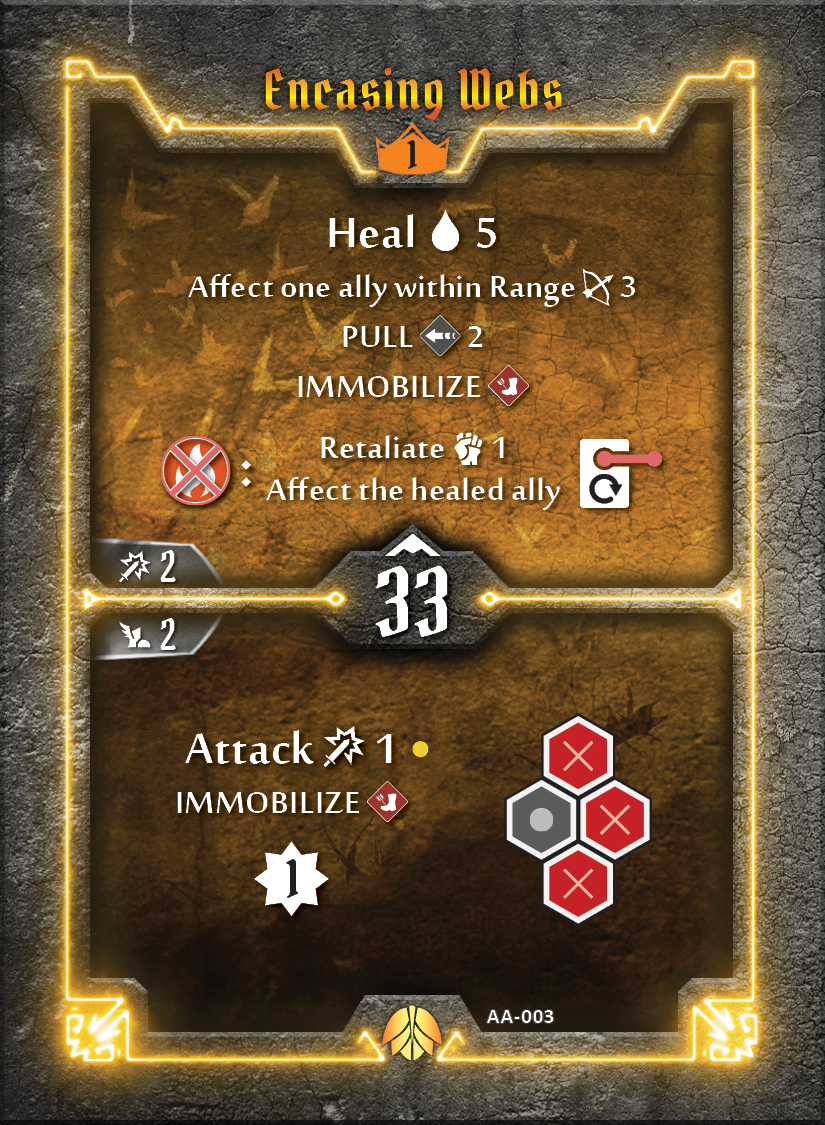 Encasing Webs
1
Heal 5
Affect one ally within Range 3
PULL 2
IMMOBILIZE
: Retaliate 1
Affect the healed ally
2
33
2
Attack 1
IMMOBILIZE
1
AA-003